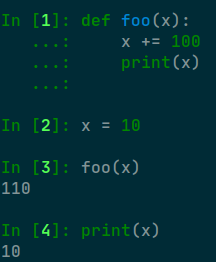 In [1]: def foo(x):
   ...:     x += 100
   ...:     print(x)
   ...:
In [2]: x = 10
In [3]: foo(x)
110
In [4]: print(x)
10